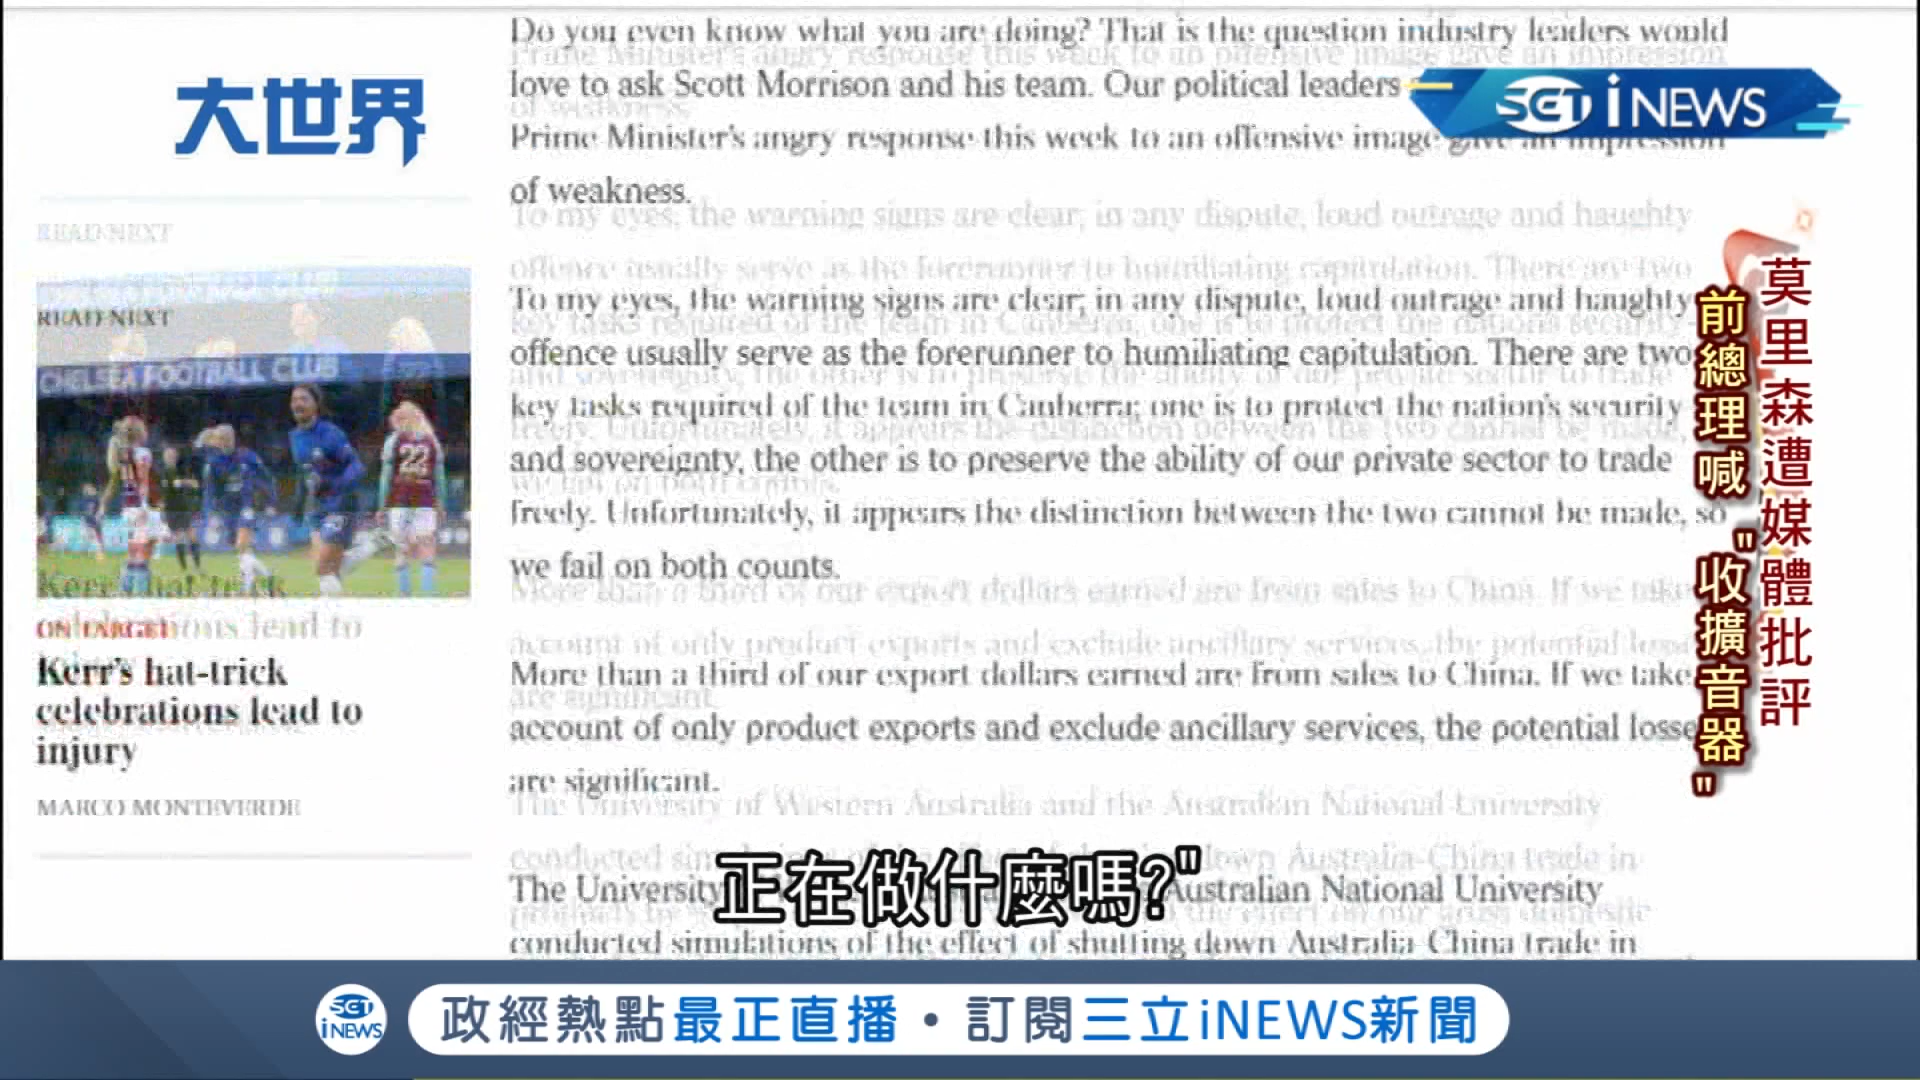 大世界
SET iNEWS
Do you even know what you are doing? That is the question industry leaders would
love to ask Scott Morrison and his team. Our political leaders
Prime Minister's angry response this week to an offensive image gave an impression
of weakness.
To my eyes, the warning signs are clear; in any dispute, loud outrage and haughty
offence usually serve as the forerunner to humiliating capitulation. There are two
key tasks required of the team in Canberra; one is to protect the nation's security
and sovereignty, the other is to preserve the ability of our private sector to trade
freely. Unfortunately, it appears the distinction between the two cannot be made, so
we fail on both counts.
More than a third of our export dollars earned are from sales to China. If we take
account of only product exports and exclude ancillary services, the potential losse
are significant.
The University
Australian National University
conducted simulations of the effect of shutting down Australia-China trade in
READ NEXT
CHELSEA FOOTBALL CLUB
22
ON TARGET
Kerr's hat-trick
celebrations lead to
injury
MARCO MONTEVERDE
莫里森遭媒體批評
前總理喊"收擴音器"
正在做什麼嗎?"
SET iNEWS
政經熱點最正直播・訂閱三立iNEWS新聞